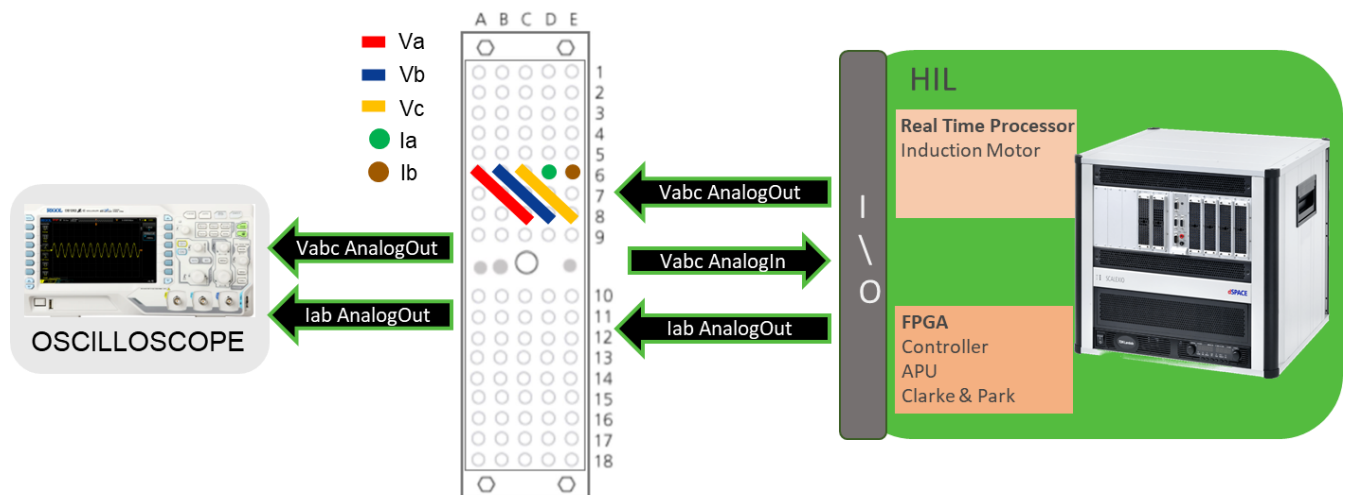 A B C D E
Va
Vb
Vc
Ia
Ib
1
2
3
4
5
6
7
8
9
10
11
12
13
14
15
16
17
18
Vabc AnalogOut
Iab AnalogOut
OSCILLOSCOPE
Vabc AnalogOut
Vabc AnalogIn
Iab AnalogOut
I
\
O
HIL
Real Time Processor
Induction Motor
FPGA
Controller
APU
Clarke & Park
RIGOL
dSPACE